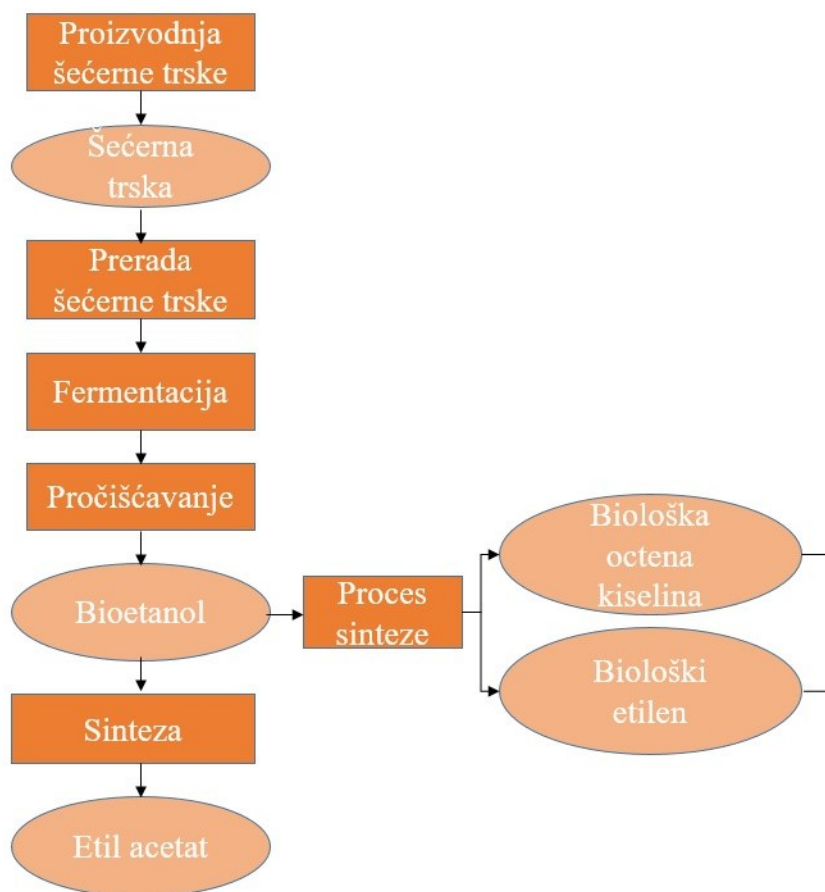 Proizvodnja
šećerne trske
Šećerna
trska
Prerada
šećerne trske
Fermentacija
Pročišćavanje
Bioetanol
Proces
sinteze
Biološka
octena
kiselina
Biološki
etilen
Sinteza
Etil acetat